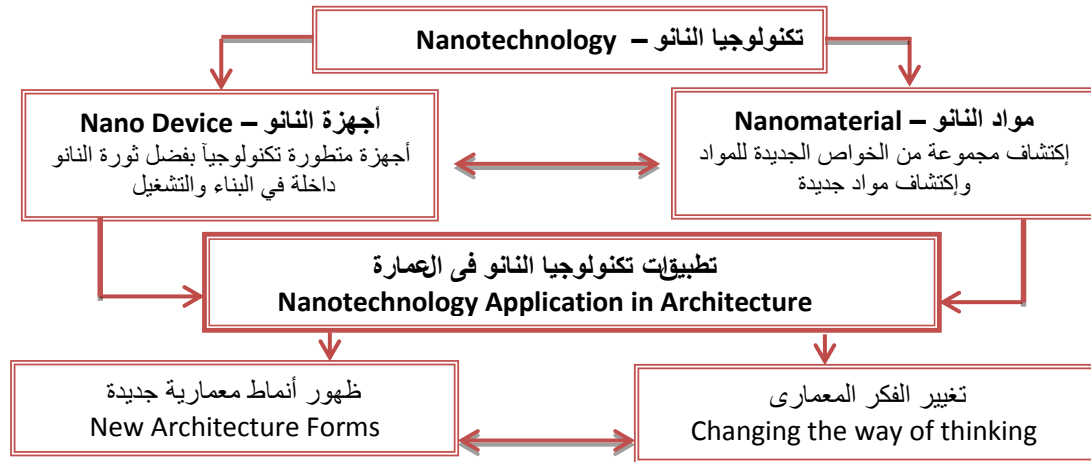 تكنولوجيا النانو – Nanotechnology
مواد النانو – Nanomaterial
إكتشاف مجموعة من الخواص الجديدة للمواد
وإكتشاف مواد جديدة
أجهزة النانو – Nano Device
أجهزة متطورة تكنولوجيآ بفضل ثورة النانو
داخلة في البناء والتشغيل
تطبيقات تكنولوجيا النانو فى العمارة
Nanotechnology Application in Architecture
تغيير الفكر المعمارى
Changing the way of thinking
ظهور أنماط معمارية جديدة
New Architecture Forms